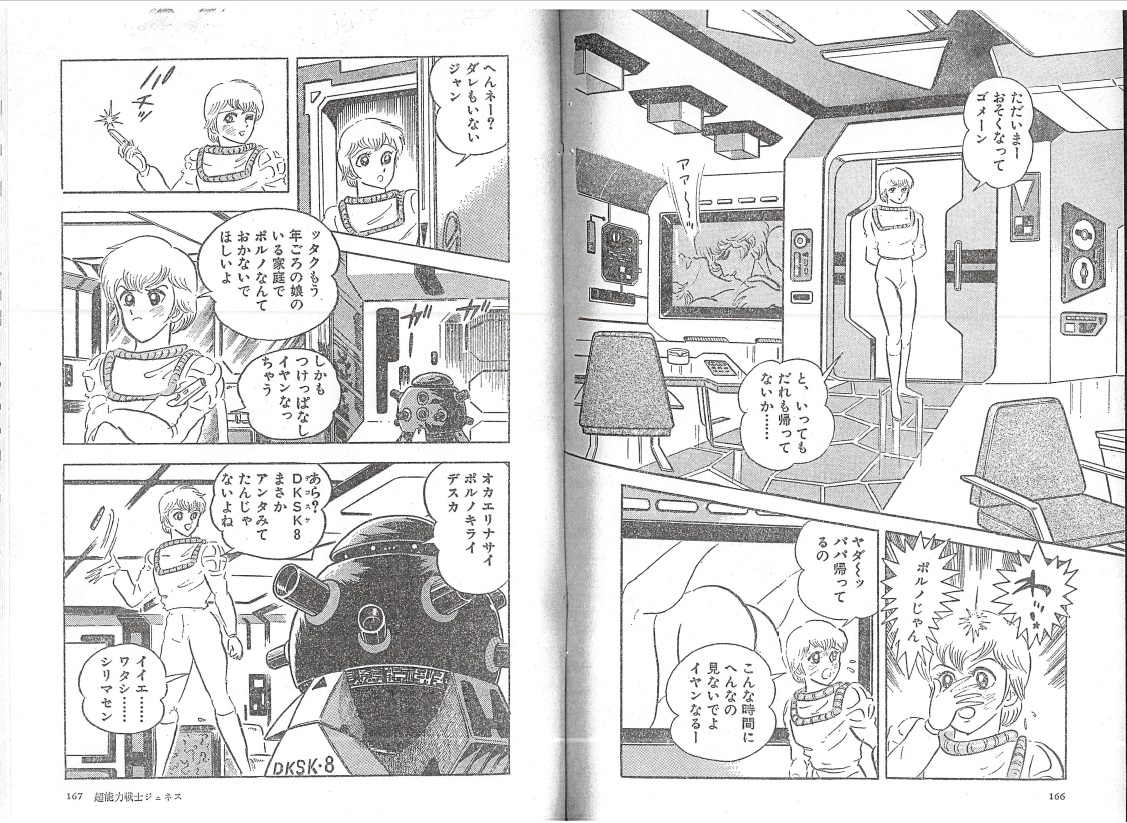 ただいまー
おそくなって
ゴメーン
アァ…
と、いっても
だれも帰って
ないか……
ゲッ!
ポルノじゃん
ヤダ〜ッ
パパ帰って
るの
こんな時間に
へんなの
見ないでよ
イヤンなるー
166
へんネー?
ダレもいない
ジャン
ッタクもう
年ごろの娘の
いる家庭で
ポルノなんて
おかないで
ほしいよ
しかも
つけっぱなし
イヤンなっ
ちゃう
ガガ
オカエリナサイ
ポルノキライ
デスカ
あら?
DKSK8
まさか
アンタみて
たんじゃ
ないよね
イイエ……
ワタシ……
シリマセン
DKSK・8
167 超能力戦士ジェネス